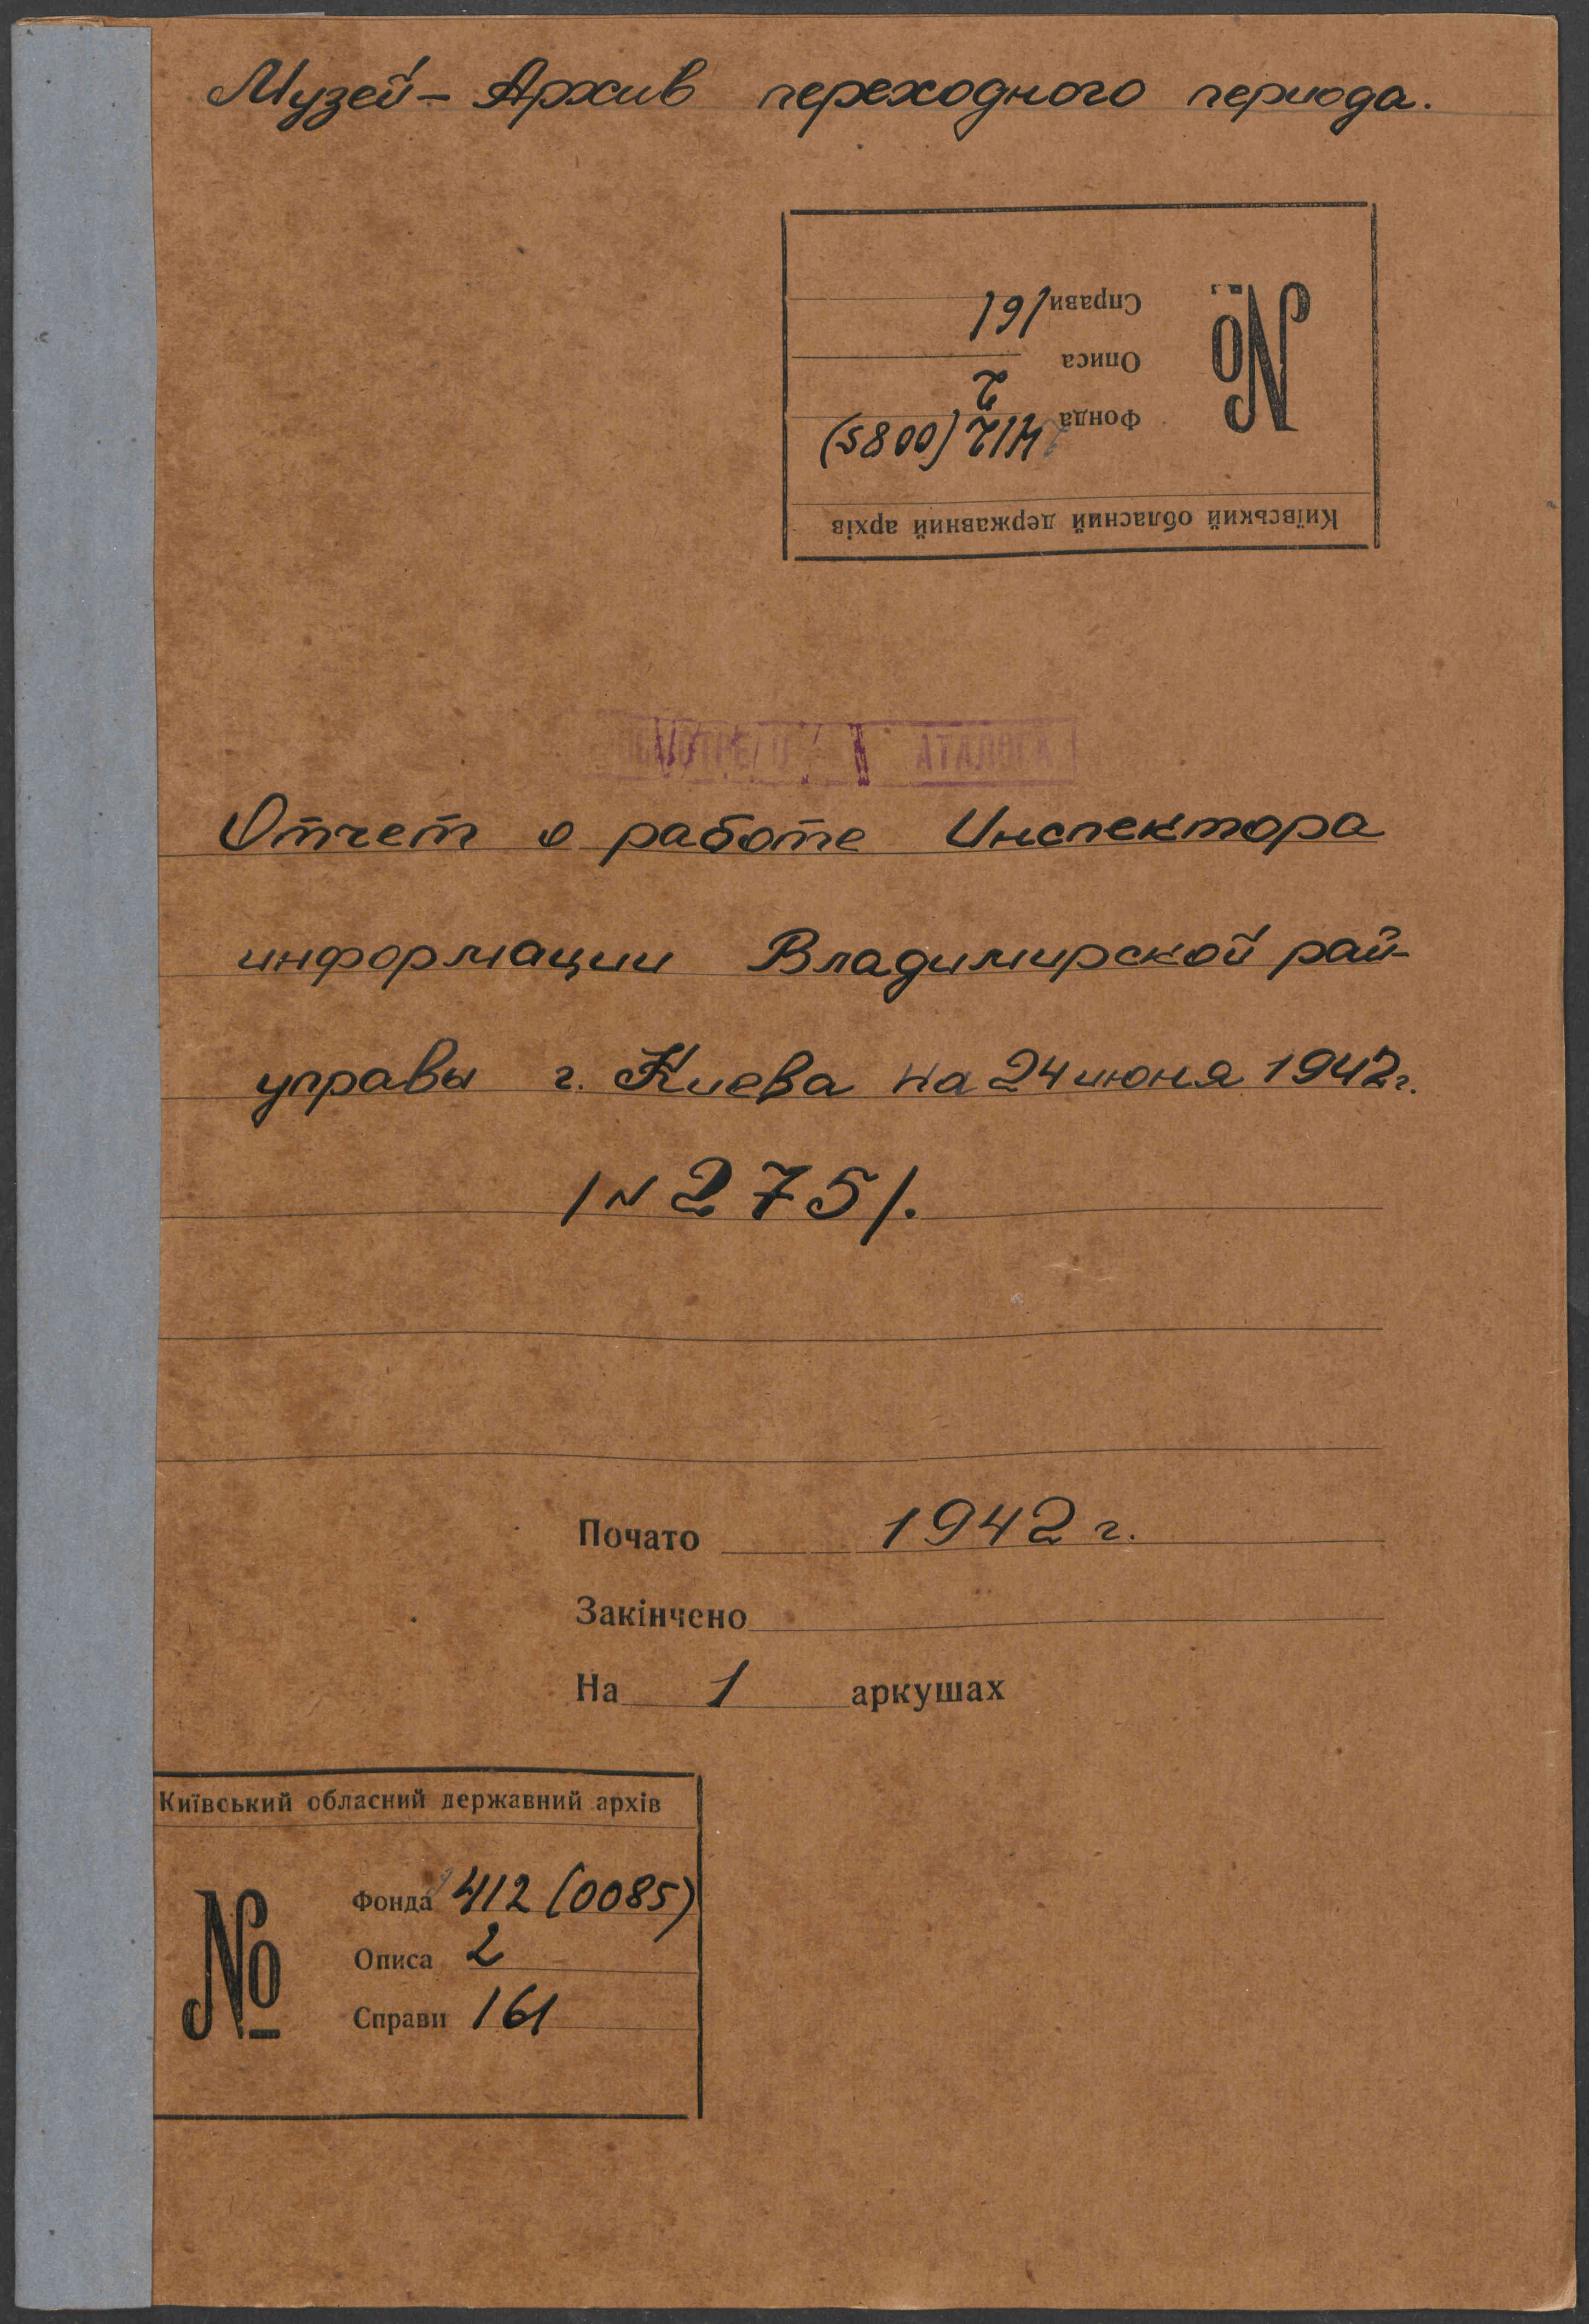 Музей-Архив переходного периода.
Київський обласний державний архів
№
Фонда 412 (0085)
Описа 2
Справи 161
Отчет о работе Инспектора
информации Владимирской рай-
управы г. Киева на 24 июня 1942 г.
/N 275/.
Почато 1942 г.
Закінчено
На 1 аркушах
Київський обласний державний архів
№
Фонда 412 (0085)
Описа 2
Справи 161